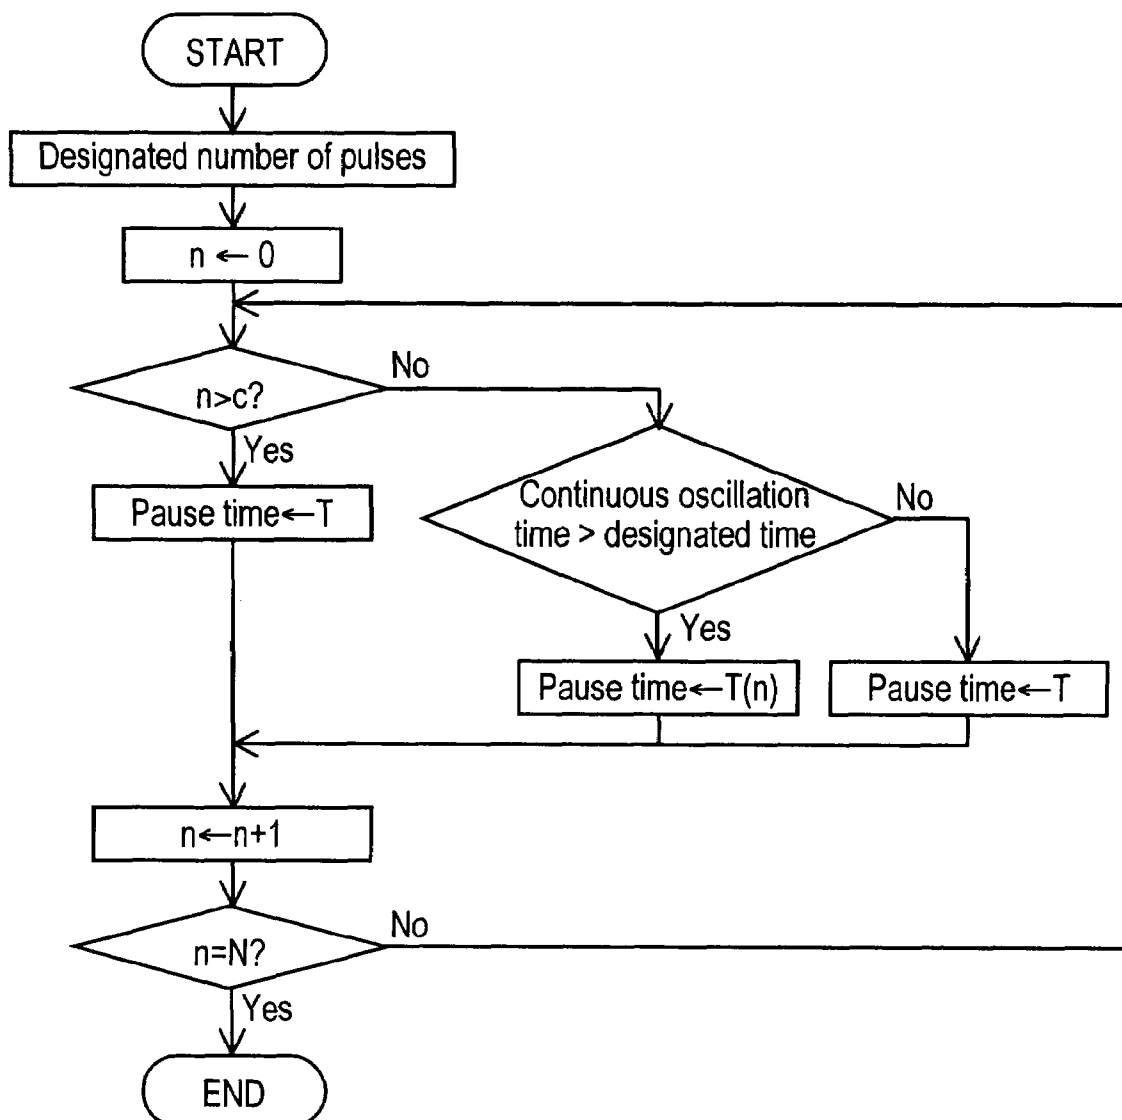 START
Designated number of pulses
n ← 0
n>c?
No
Yes
Pause time←T
Continuous oscillation
time > designated time
No
Yes
Pause time←T(n)
Pause time←T
n←n+1
n=N?
No
Yes
END